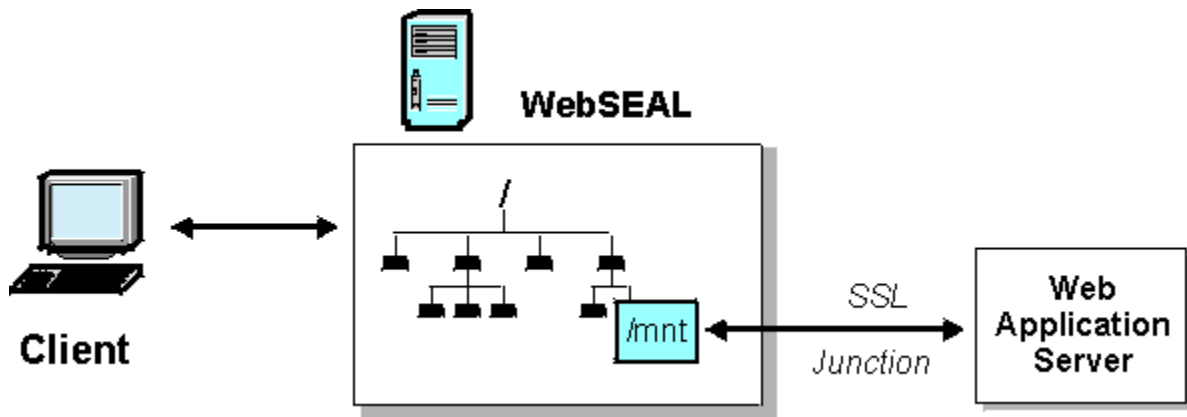 WebSEAL
/
Client
/mnt
SSL
Junction
Web
Application
Server